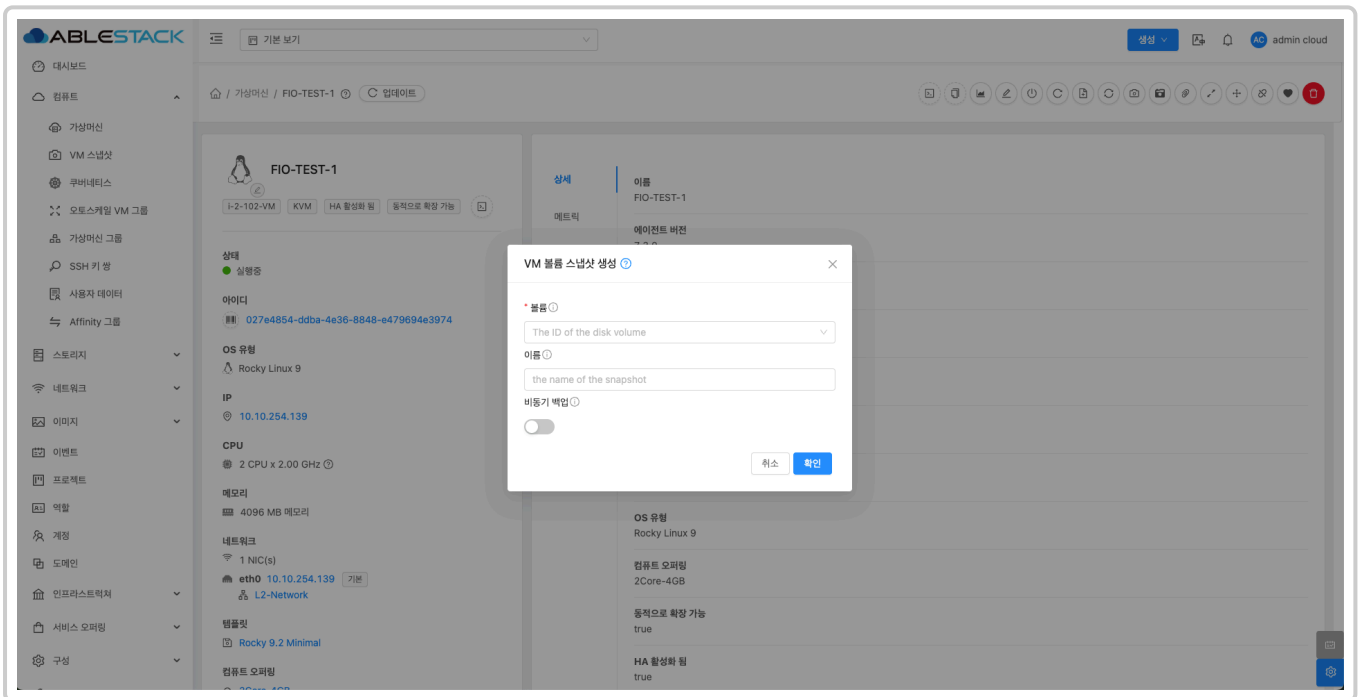 ABLESTACK
기본 보기
생성
AC admin cloud
대시보드
컴퓨트
가상머신
VM 스냅샷
쿠버네티스
오토스케일 VM 그룹
가상머신 그룹
SSH 키 쌍
사용자 데이터
Affinity 그룹
스토리지
네트워크
이미지
이벤트
프로젝트
역할
계정
도메인
인프라스트럭쳐
서비스 오퍼링
구성
/ 가상머신 / FIO-TEST-1 업데이트
FIO-TEST-1
i-2-102-VM KVM HA 활성화 됨 동적으로 확장 가능
상태
실행중
아이디
027e4854-ddba-4e36-8848-e479694e3974
OS 유형
Rocky Linux 9
IP
10.10.254.139
CPU
2 CPU x 2.00 GHz
메모리
4096 MB 메모리
네트워크
1 NIC(s)
eth0 10.10.254.139 기본
L2-Network
템플릿
Rocky 9.2 Minimal
컴퓨트 오퍼링
2Core-4GB
상세
메트릭
이름
FIO-TEST-1
에이전트 버전
VM 볼륨 스냅샷 생성
* 볼륨
The ID of the disk volume
이름
the name of the snapshot
비동기 백업
취소
확인
OS 유형
Rocky Linux 9
컴퓨트 오퍼링
2Core-4GB
동적으로 확장 가능
true
HA 활성화 됨
true